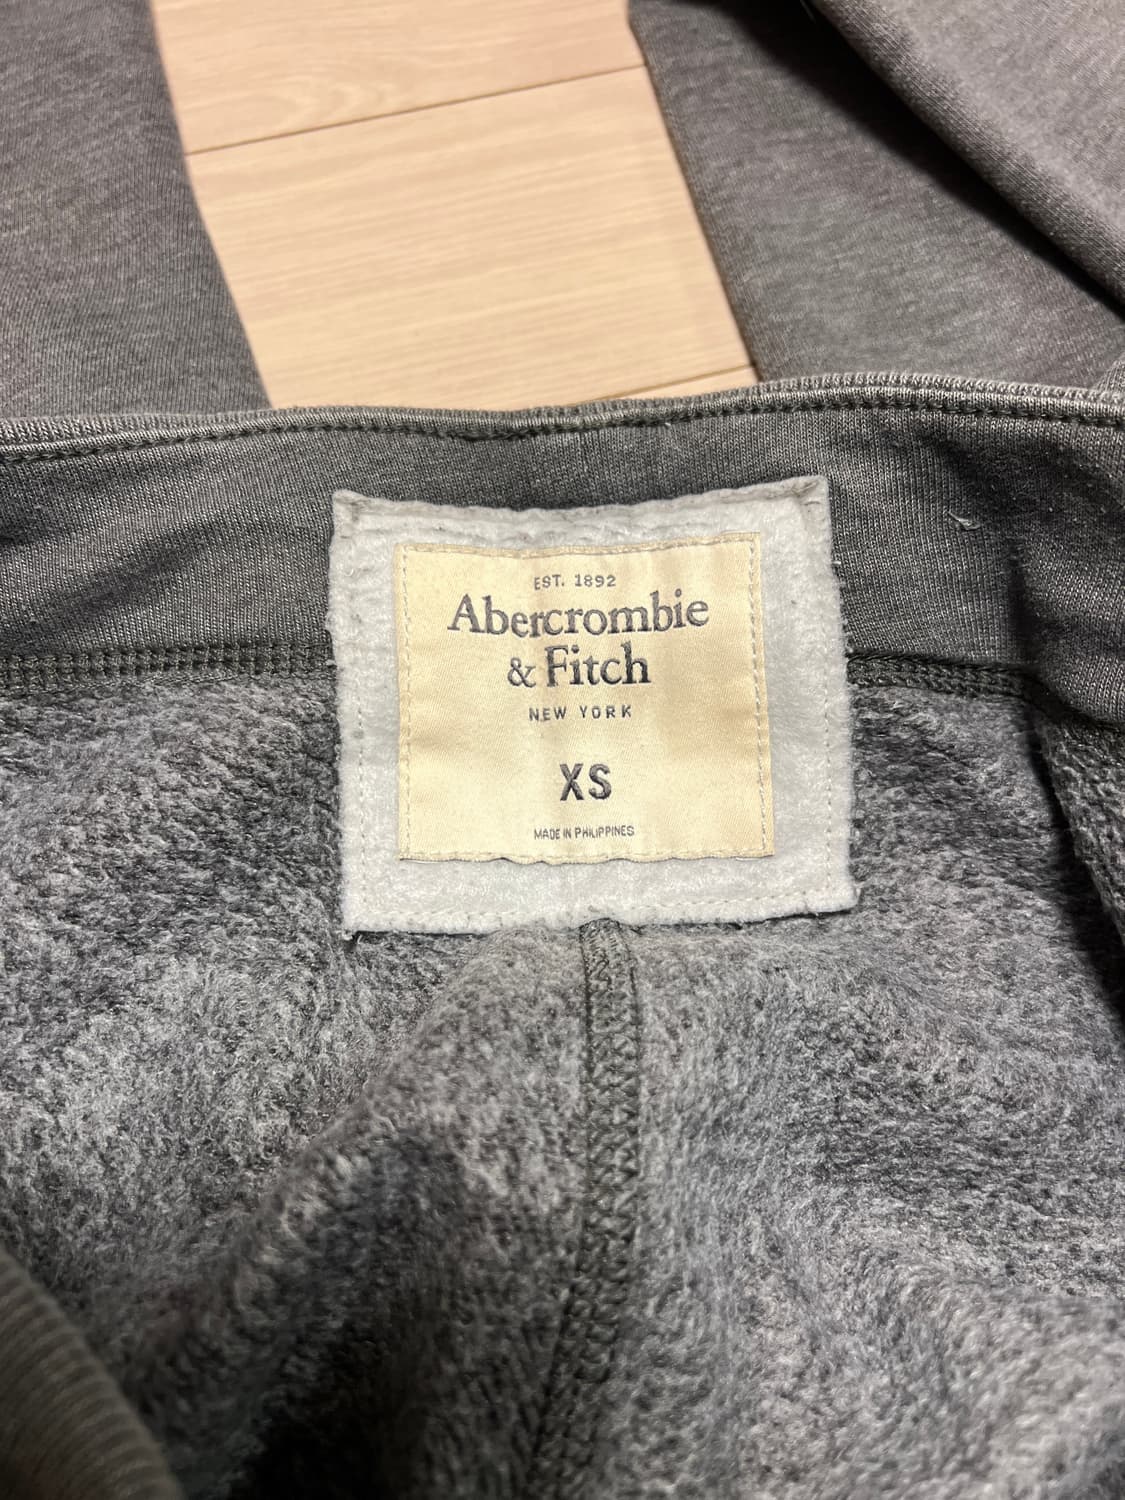 EST. 1892
Abercrombie
& Fitch
NEW YORK
XS
MADE IN PHILIPPINES